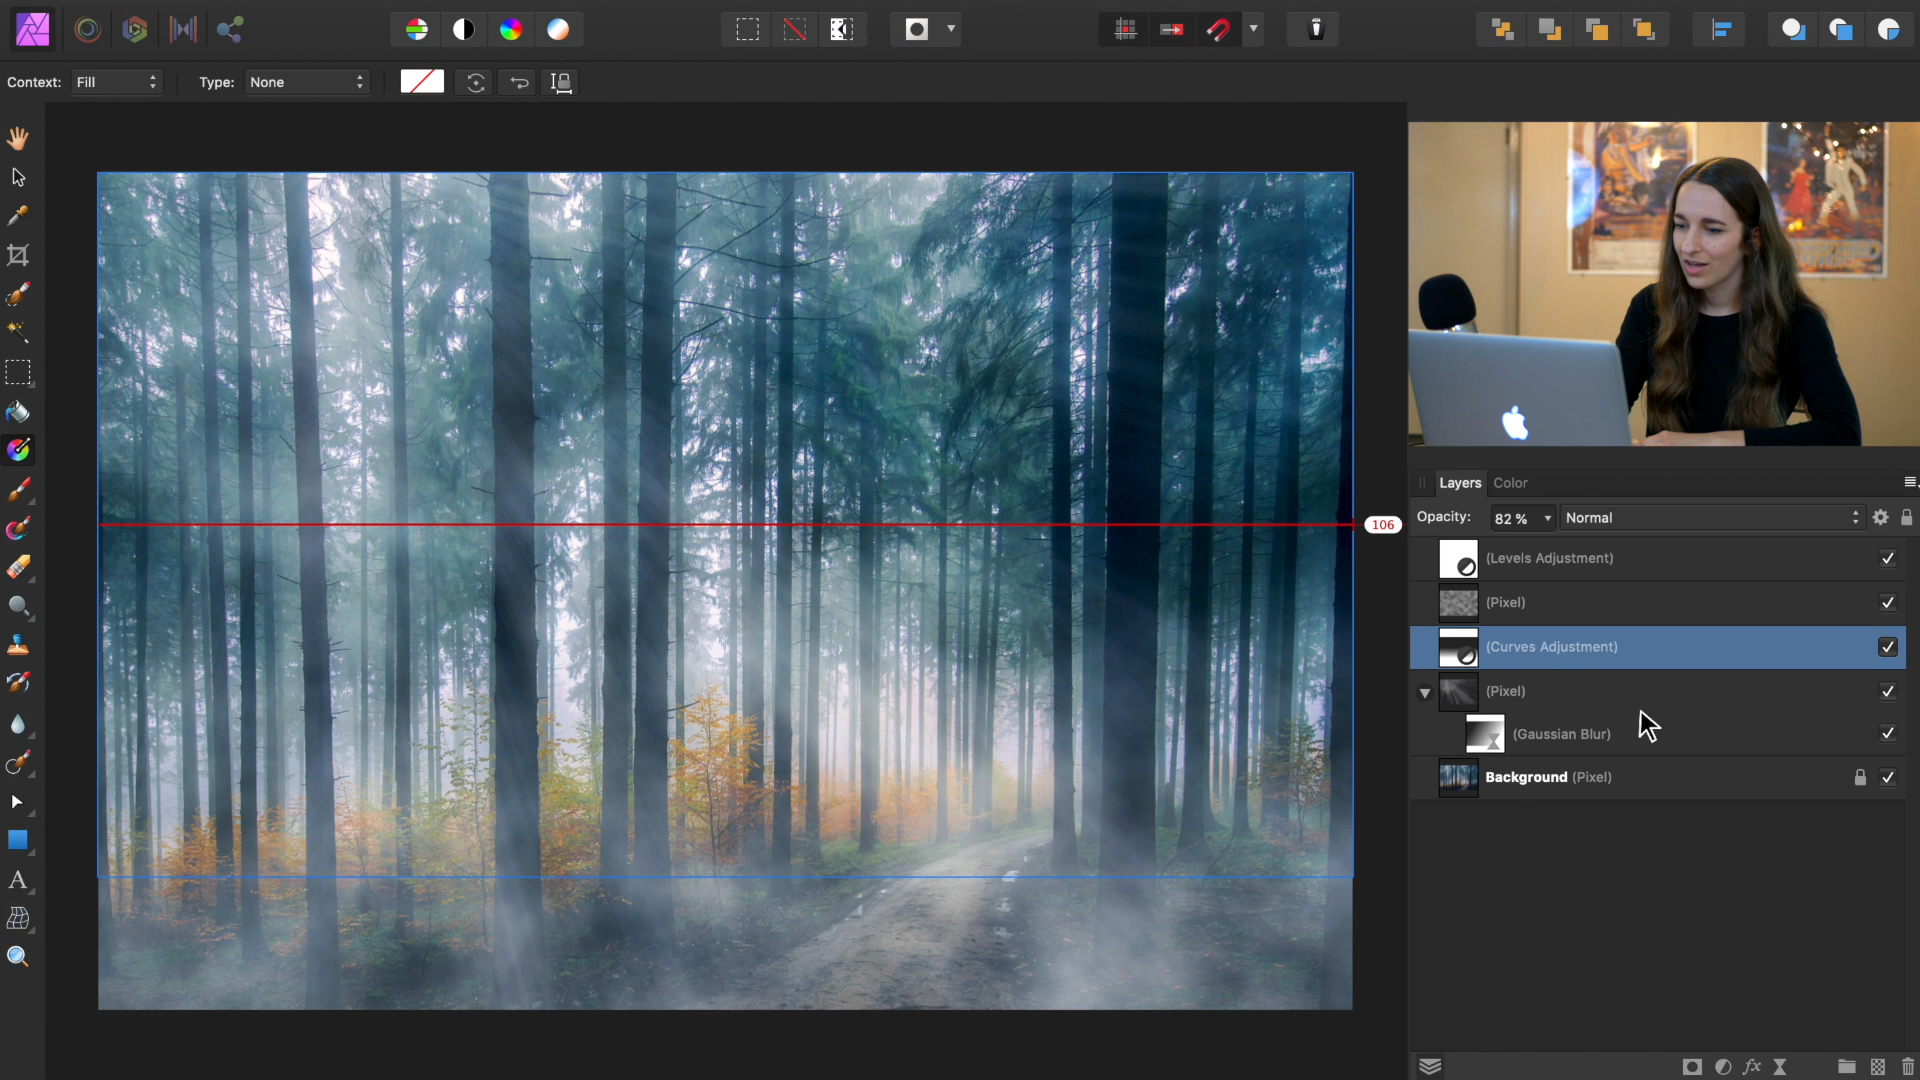 Context: Fill Type: None
106
Layers Color
Opacity: 82 % Normal
(Levels Adjustment)
(Pixel)
(Curves Adjustment)
(Pixel)
(Gaussian Blur)
Background (Pixel)
A
fx